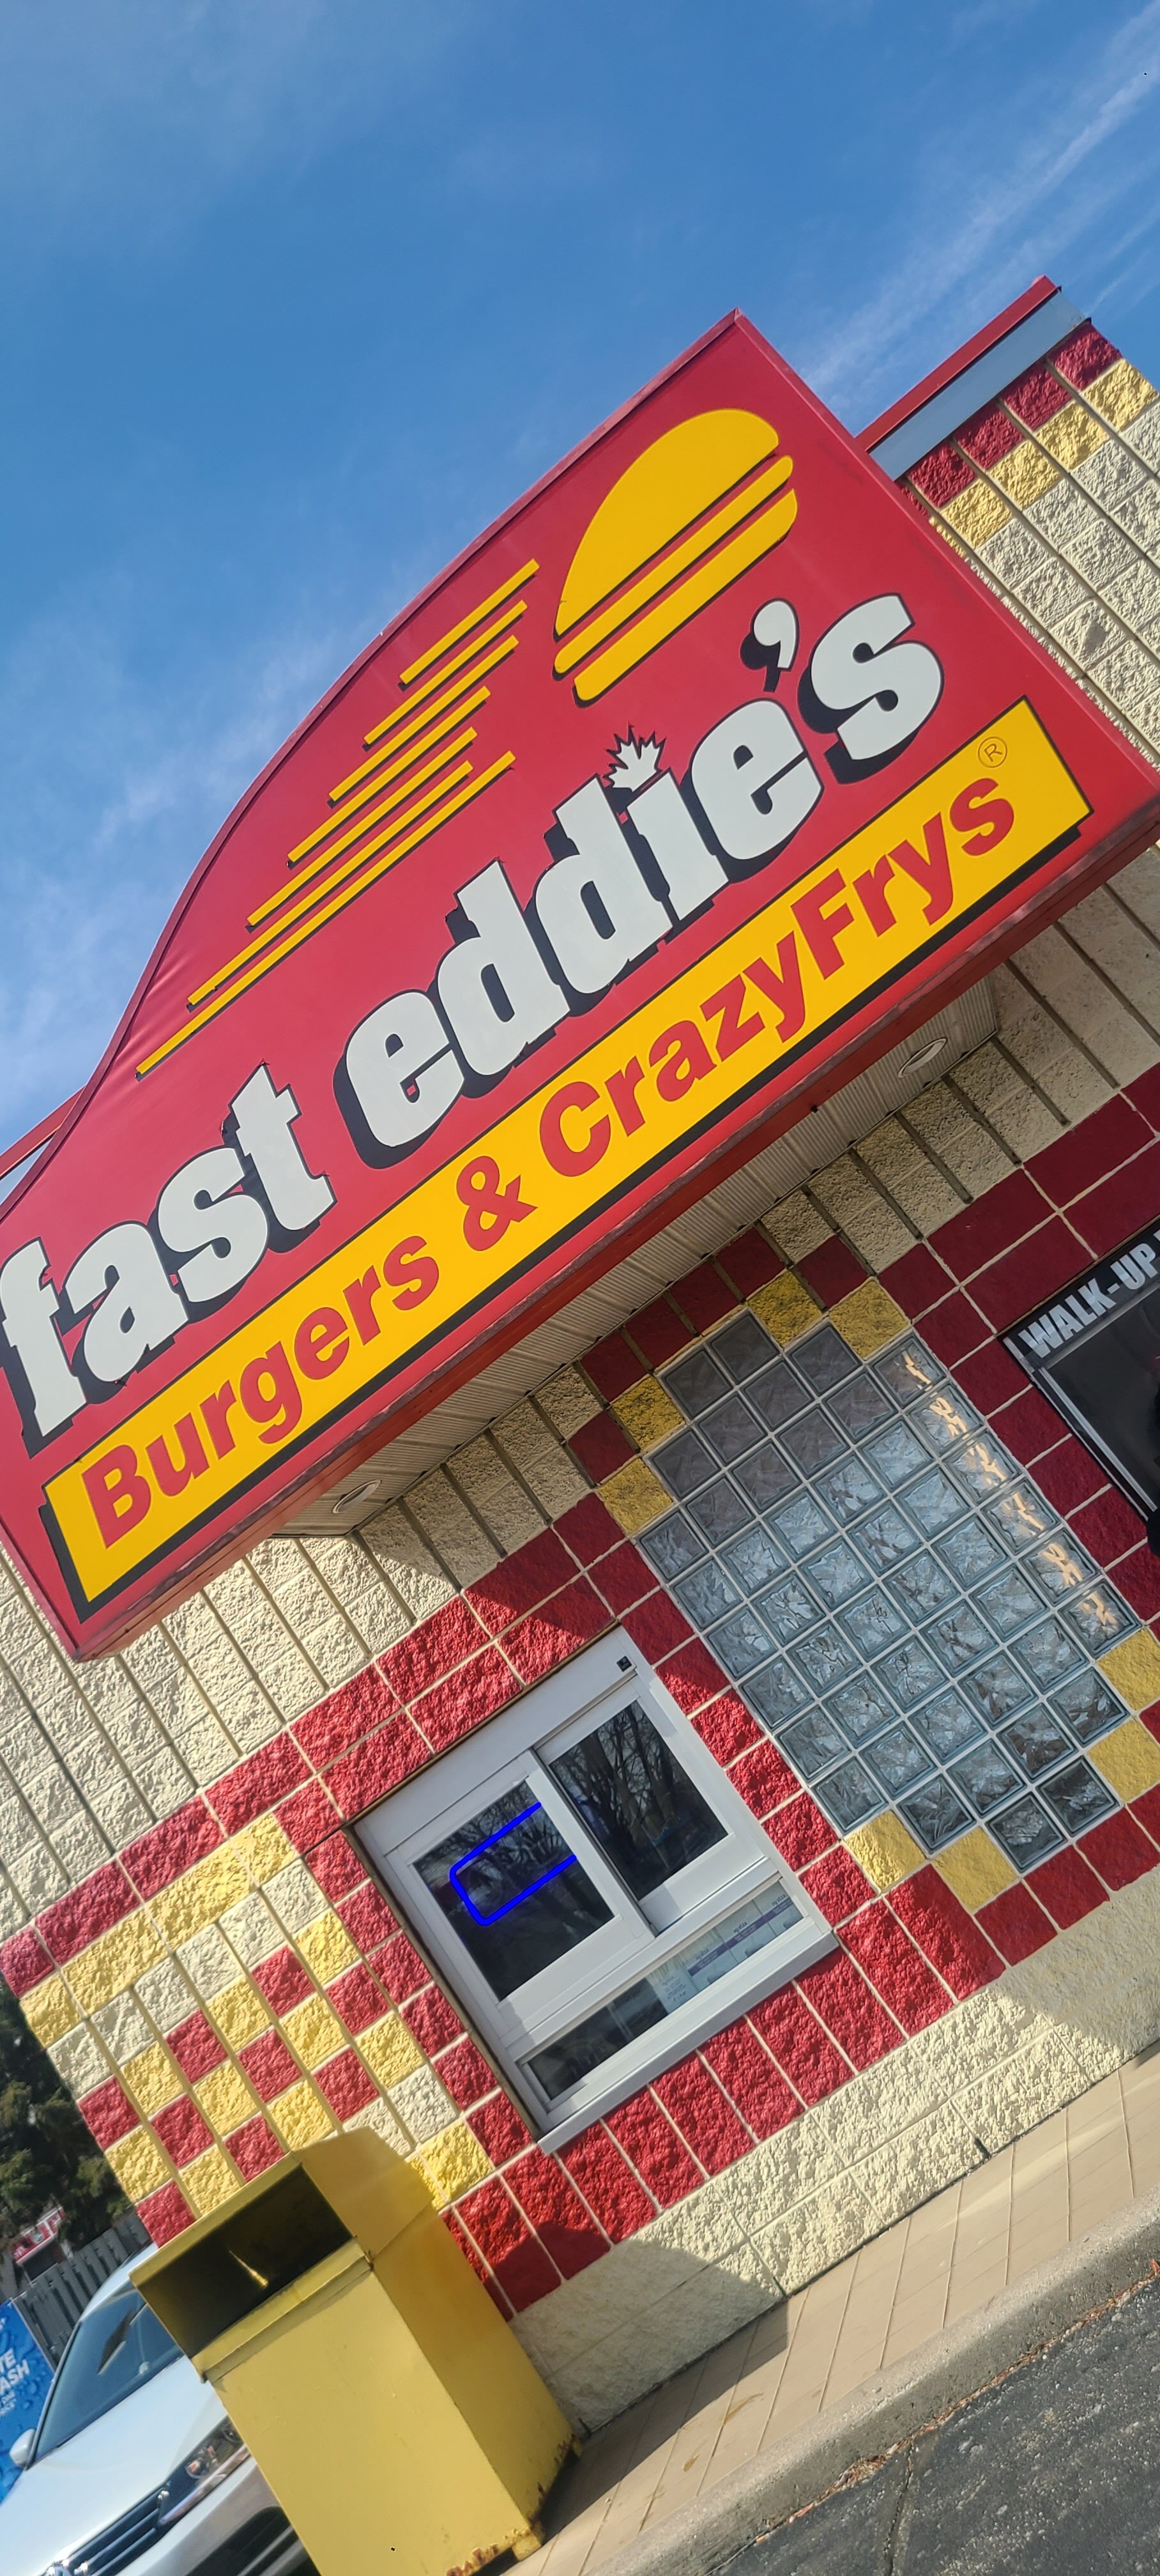 fast eddie's
Burgers & CrazyFrys®
WALK-UP